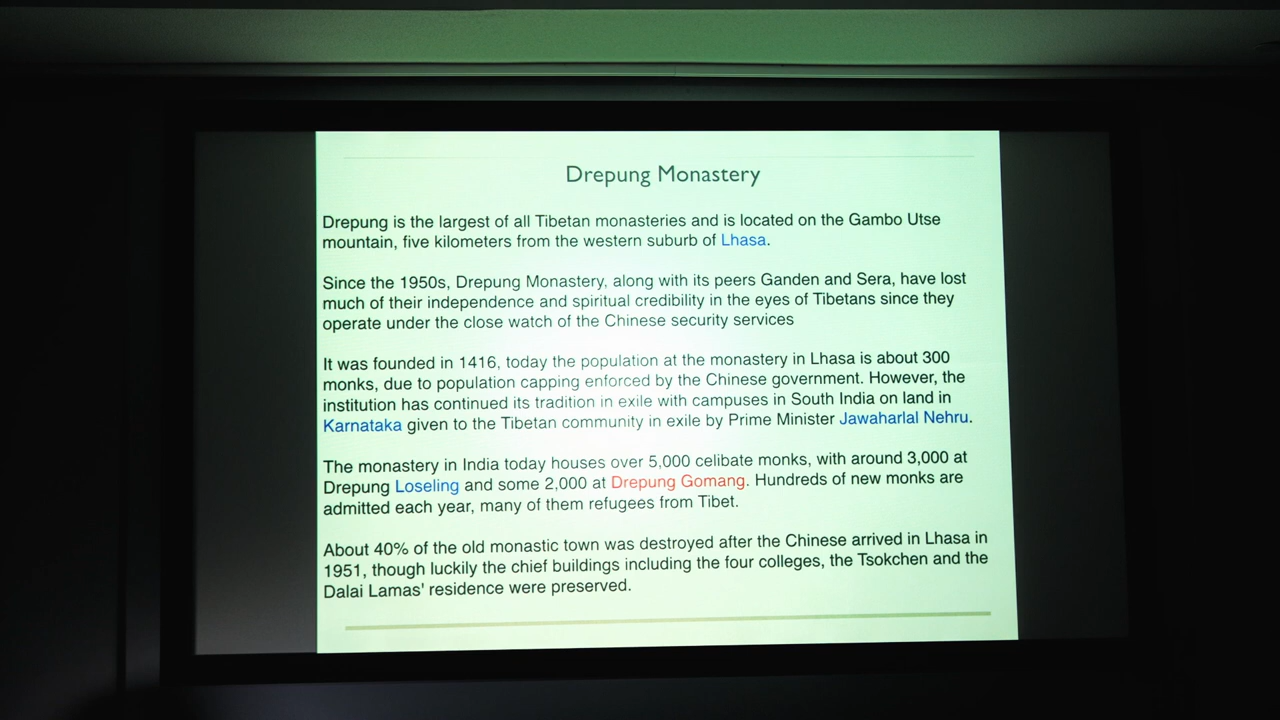 Drepung Monastery
Drepung is the largest of all Tibetan monasteries and is located on the Gambo Utse
mountain, five kilometers from the western suburb of Lhasa.
Since the 1950s, Drepung Monastery, along with its peers Ganden and Sera, have lost
much of their independence and spiritual credibility in the eyes of Tibetans since they
operate under the close watch of the Chinese security services
It was founded in 1416, today the population at the monastery in Lhasa is about 300
monks, due to population capping enforced by the Chinese government. However, the
institution has continued its tradition in exile with campuses in South India on land in
Karnataka given to the Tibetan community in exile by Prime Minister Jawaharlal Nehru.
The monastery in India today houses over 5,000 celibate monks, with around 3,000 at
Drepung Loseling and some 2,000 at Drepung Gomang. Hundreds of new monks are
admitted each year, many of them refugees from Tibet.
About 40% of the old monastic town was destroyed after the Chinese arrived in Lhasa in
1951, though luckily the chief buildings including the four colleges, the Tsokchen and the
Dalai Lamas' residence were preserved.